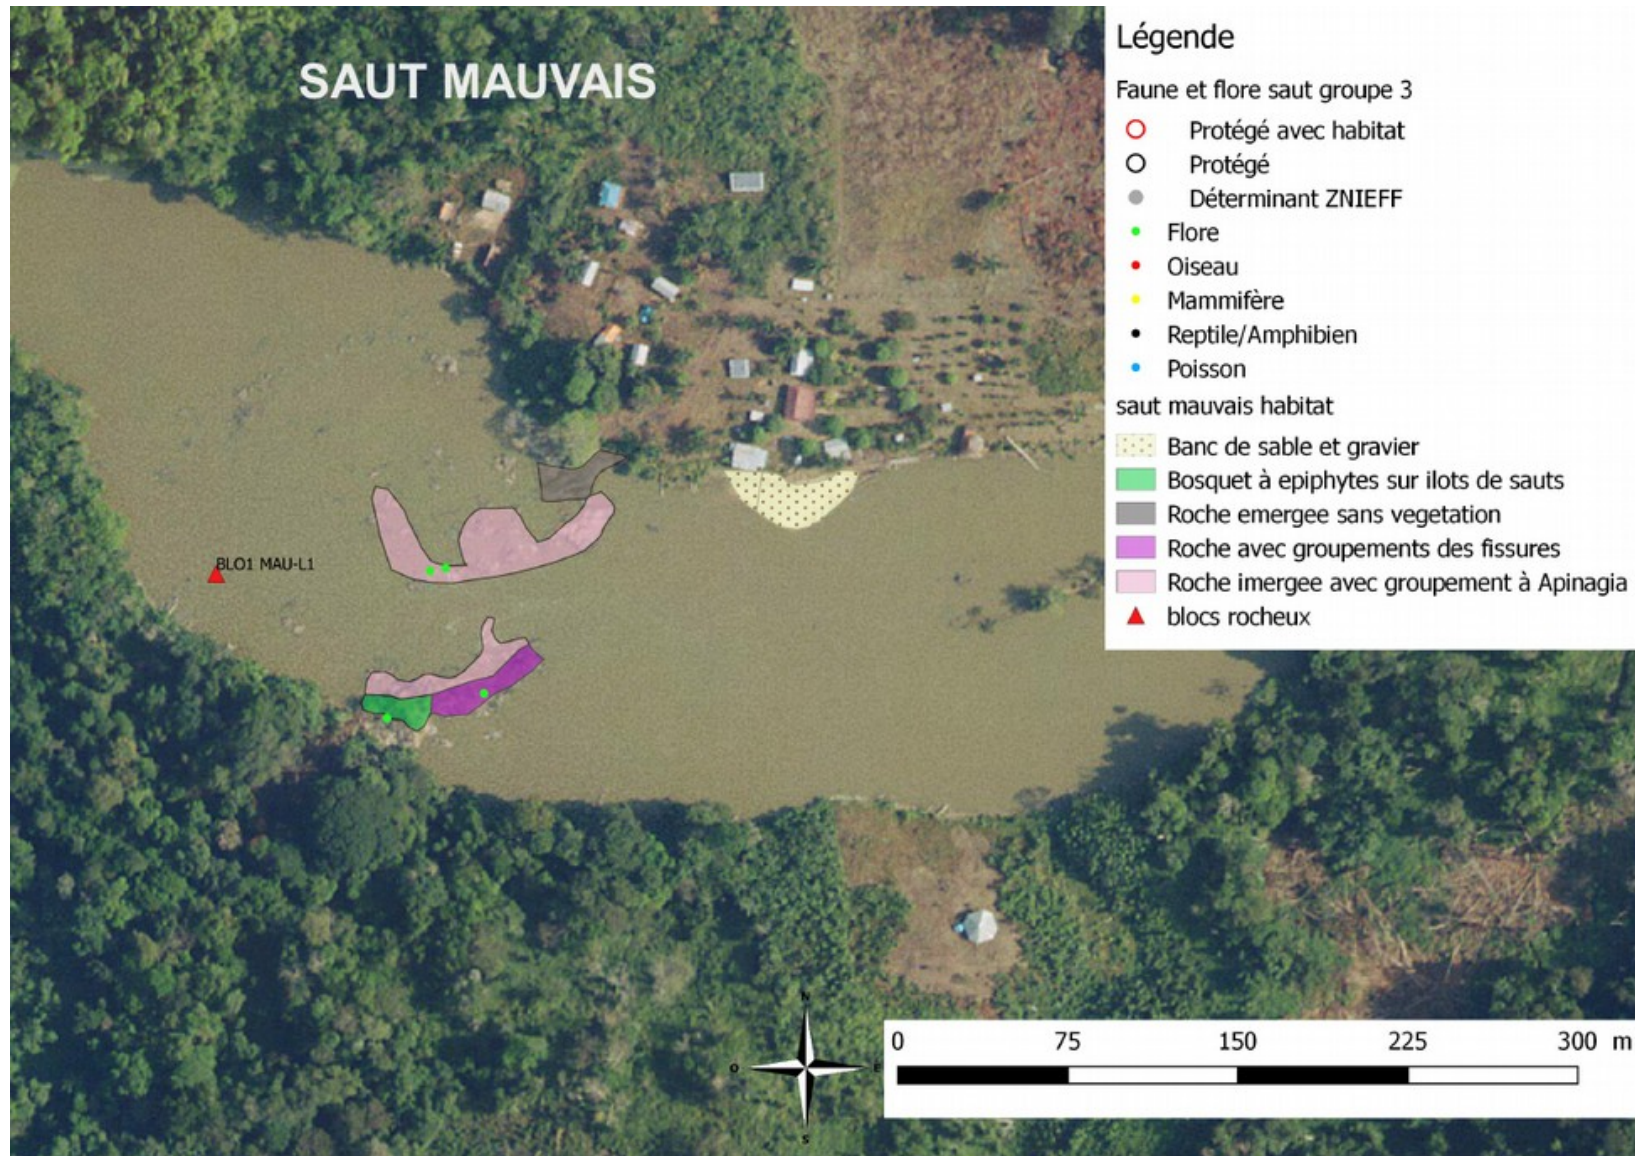 SAUT MAUVAIS
Légende
Faune et flore saut groupe 3
Protégé avec habitat
Protégé
Déterminant ZNIEFF
Flore
Oiseau
Mammifère
Reptile/Amphibien
Poisson
saut mauvais habitat
Banc de sable et gravier
Bosquet à epiphytes sur ilots de sauts
Roche emergee sans vegetation
Roche avec groupements des fissures
Roche imergee avec groupement à Apinagia
blocs rocheux
BLO1 MAU-L1
N
O E
S
0 75 150 225 300 m